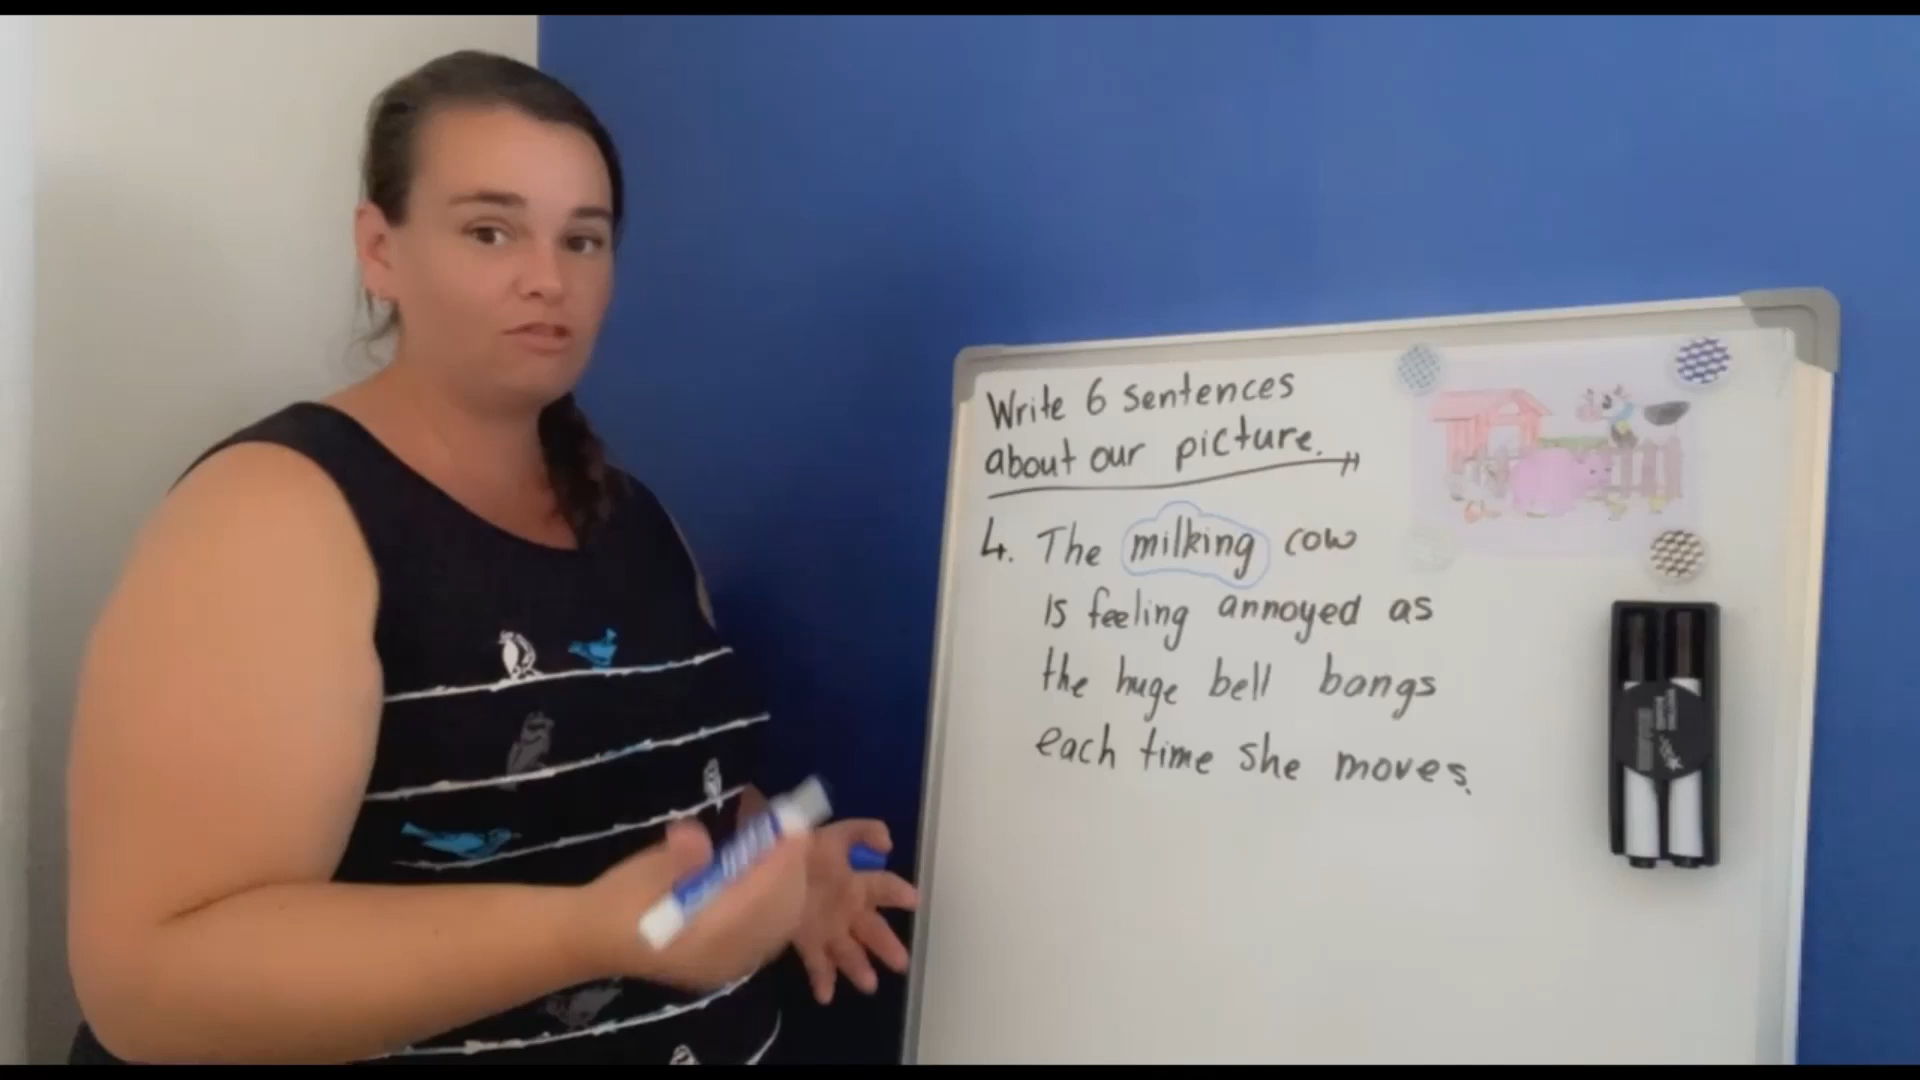 Write 6 sentences
about our picture.
4. The milking cow
is feeling annoyed as
the huge bell bangs
each time she moves.